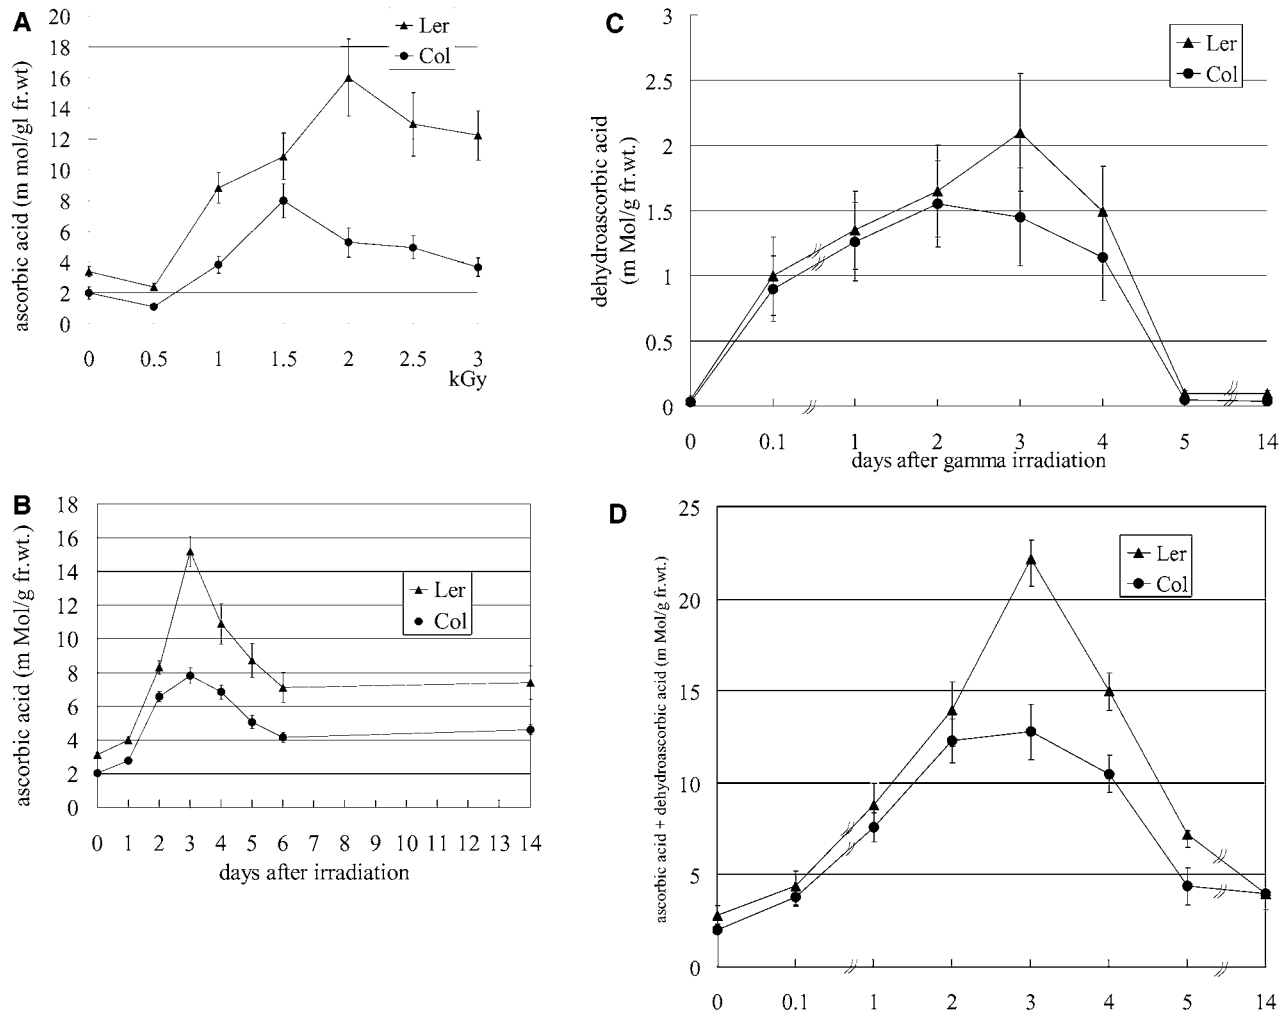 A
ascorbic acid (m mol/gl fr.wt)
20
18
16
14
12
10
8
6
4
2
0
Ler
Col
0 0.5 1 1.5 2 2.5 3
kGy
B
ascorbic acid (m Mol/g fr.wt.)
18
16
14
12
10
8
6
4
2
0
Ler
Col
0 1 2 3 4 5 6 7 8 9 10 11 12 13 14
days after irradiation
C
dehydroascorbic acid
(m Mol/g fr.wt.)
3
2.5
2
1.5
1
0.5
0
Ler
Col
0 0.1 1 2 3 4 5 14
days after gamma irradiation
D
ascorbic acid + dehydroascorbic acid (m Mol/g fr.wt.)
25
20
15
10
5
0
Ler
Col
0 0.1 1 2 3 4 5 14